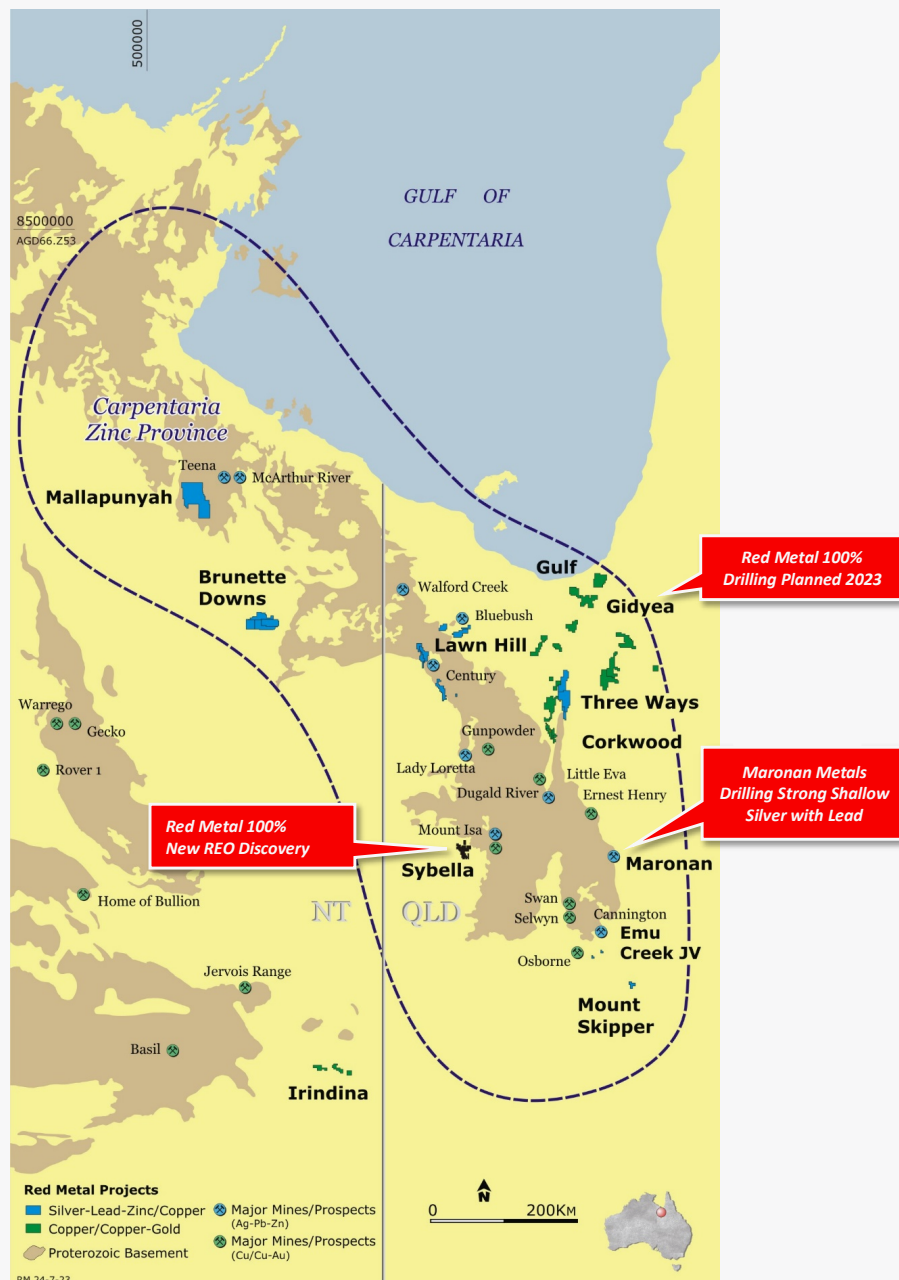 500000
GULF OF
CARPENTARIA
8500000
AGD66.Z53
Carpentaria
Zinc Province
Teena
McArthur River
Mallapunyah
Brunette
Downs
Gulf
Red Metal 100%
Drilling Planned 2023
Gidyea
Walford Creek
Bluebush
Lawn Hill
Century
Three Ways
Warrego
Gecko
Gunpowder
Corkwood
Rover 1
Lady Loretta
Little Eva
Dugald River
Ernest Henry
Maronan Metals
Drilling Strong Shallow
Silver with Lead
Red Metal 100%
New REO Discovery
Mount Isa
Sybella
Maronan
Home of Bullion
NT
QLD
Swan
Selwyn
Cannington
Emu
Creek JV
Osborne
Jervois Range
Mount
Skipper
Basil
Irindina
Red Metal Projects
Silver-Lead-Zinc/Copper
Copper/Copper-Gold
Proterozoic Basement
Major Mines/Prospects
(Ag-Pb-Zn)
Major Mines/Prospects
(Cu/Cu-Au)
N
0 200KM
RM 24-7-23